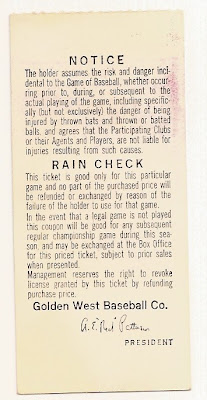 NOTICE
The holder assumes the risk and danger inci-
dental to the Game of Baseball, whether occur-
ring prior to, during, or subsequent to the
actual playing of the game, including specific-
ally (but not exclusively) the danger of being
injured by thrown bats and thrown or batted
balls, and agrees that the Participating Clubs
or their Agents and Players, are not liable for
injuries resulting from such causes.
RAIN CHECK
This ticket is good only for this particular
game and no part of the purchased price will
be refunded or exchanged by reason of the
failure of the holder to use for that game.
In the event that a legal game is not played
this coupon will be good for any subsequent
regular championship game during this sea-
son, and may be exchanged at the Box Office
for this priced ticket, subject to prior sales
when presented.
Management reserves the right to revoke
license granted by this ticket by refunding
purchase price.
Golden West Baseball Co.
A. E. "Red" Patterson
PRESIDENT